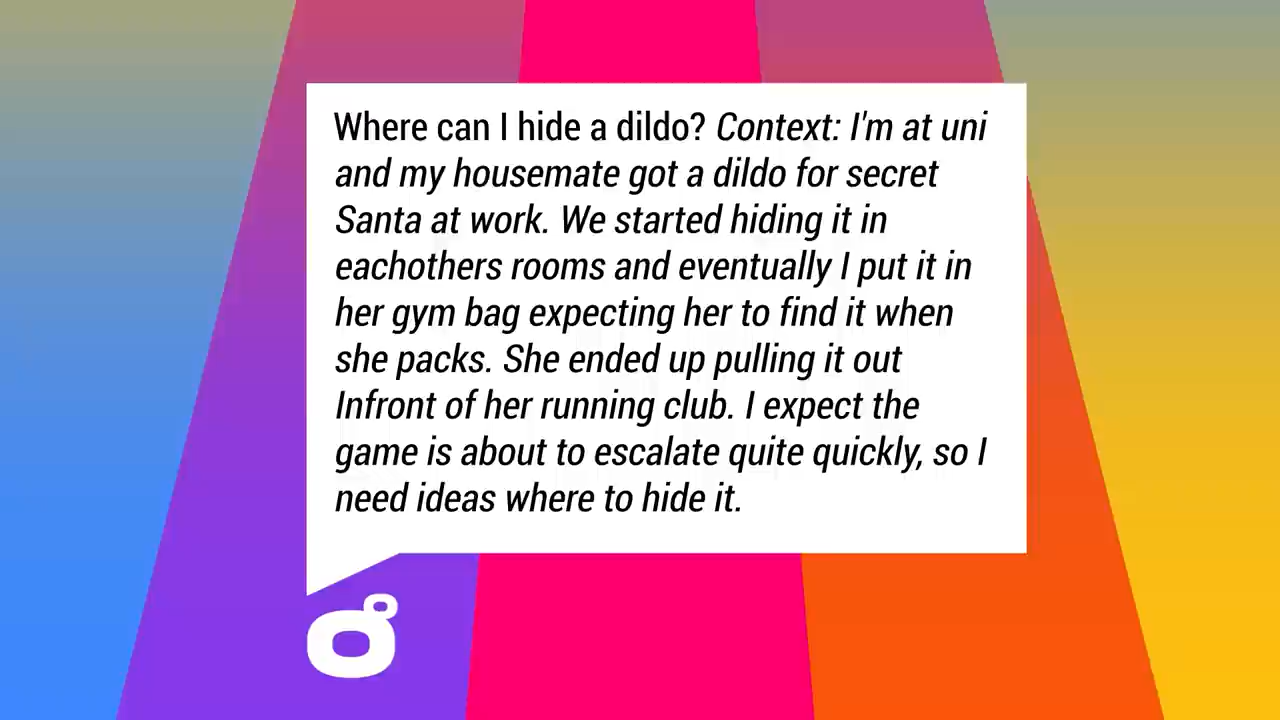 Where can I hide a dildo? Context: I'm at uni
and my housemate got a dildo for secret
Santa at work. We started hiding it in
eachothers rooms and eventually I put it in
her gym bag expecting her to find it when
she packs. She ended up pulling it out
Infront of her running club. I expect the
game is about to escalate quite quickly, so I
need ideas where to hide it.